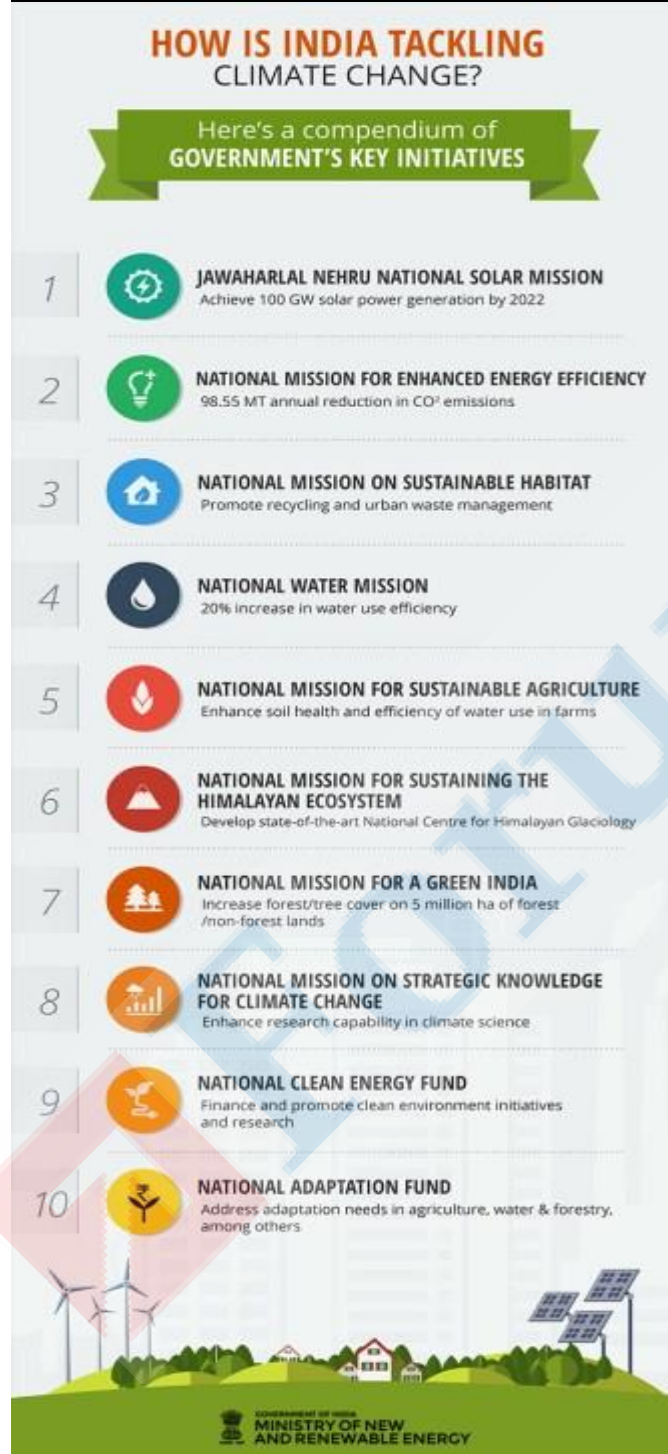 HOW IS INDIA TACKLING
CLIMATE CHANGE?
Here's a compendium of
GOVERNMENT'S KEY INITIATIVES
1
JAWAHARLAL NEHRU NATIONAL SOLAR MISSION
Achieve 100 GW solar power generation by 2022
2
NATIONAL MISSION FOR ENHANCED ENERGY EFFICIENCY
98.55 MT annual reduction in CO² emissions
3
NATIONAL MISSION ON SUSTAINABLE HABITAT
Promote recycling and urban waste management
4
NATIONAL WATER MISSION
20% increase in water use efficiency
5
NATIONAL MISSION FOR SUSTAINABLE AGRICULTURE
Enhance soil health and efficiency of water use in farms
6
NATIONAL MISSION FOR SUSTAINING THE
HIMALAYAN ECOSYSTEM
Develop state-of-the-art National Centre for Himalayan Glaciology
7
NATIONAL MISSION FOR A GREEN INDIA
Increase forest/tree cover on 5 million ha of forest
/non-forest lands
8
NATIONAL MISSION ON STRATEGIC KNOWLEDGE
FOR CLIMATE CHANGE
Enhance research capability in climate science
9
NATIONAL CLEAN ENERGY FUND
Finance and promote clean environment initiatives
and research
10
NATIONAL ADAPTATION FUND
Address adaptation needs in agriculture, water & forestry,
among others
GOVERNMENT OF INDIA
MINISTRY OF NEW
AND RENEWABLE ENERGY